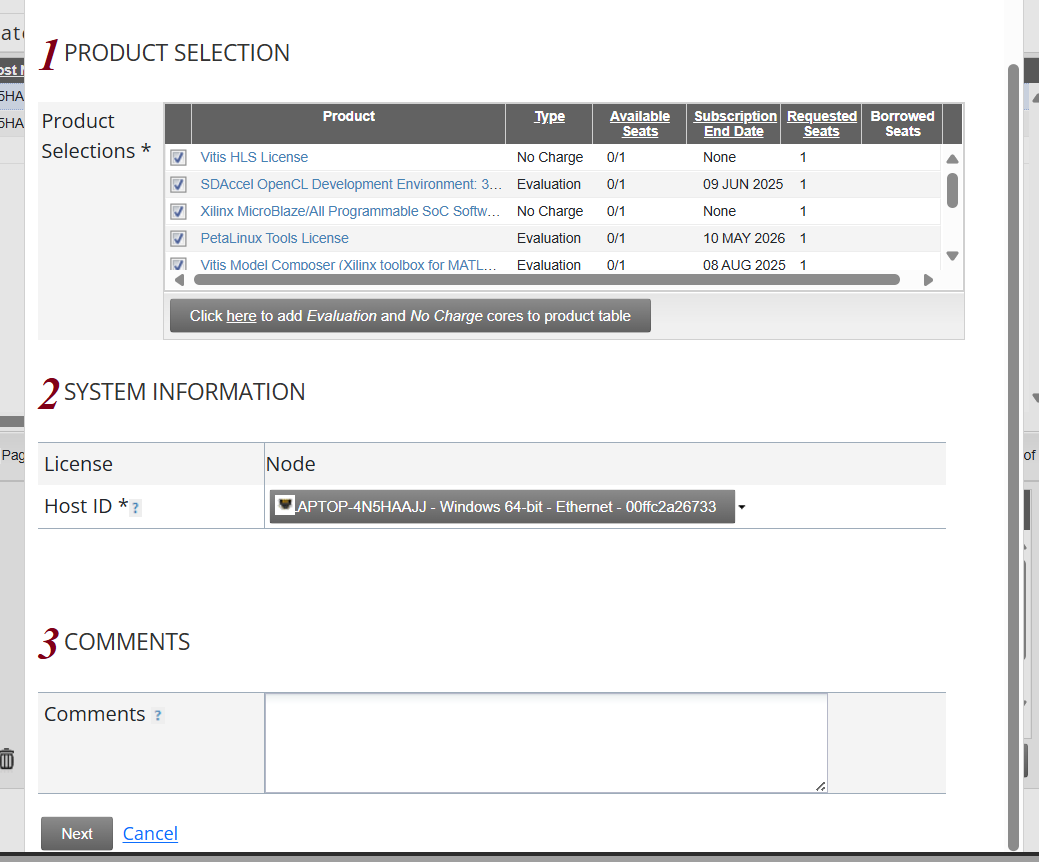 1 PRODUCT SELECTION
Product Selections *
Product Type Available Seats Subscription End Date Requested Seats Borrowed Seats
Vitis HLS License No Charge 0/1 None 1
SDAccel OpenCL Development Environment: 3... Evaluation 0/1 09 JUN 2025 1
Xilinx MicroBlaze/All Programmable SoC Softw... No Charge 0/1 None 1
PetaLinux Tools License Evaluation 0/1 10 MAY 2026 1
Vitis Model Composer (Xilinx toolbox for MATL... Evaluation 0/1 08 AUG 2025 1
Click here to add Evaluation and No Charge cores to product table
2 SYSTEM INFORMATION
License Node
Host ID * ? APTOP-4N5HAAJJ - Windows 64-bit - Ethernet - 00ffc2a26733
3 COMMENTS
Comments ?
Next Cancel
5HA
5HA
Pag
of